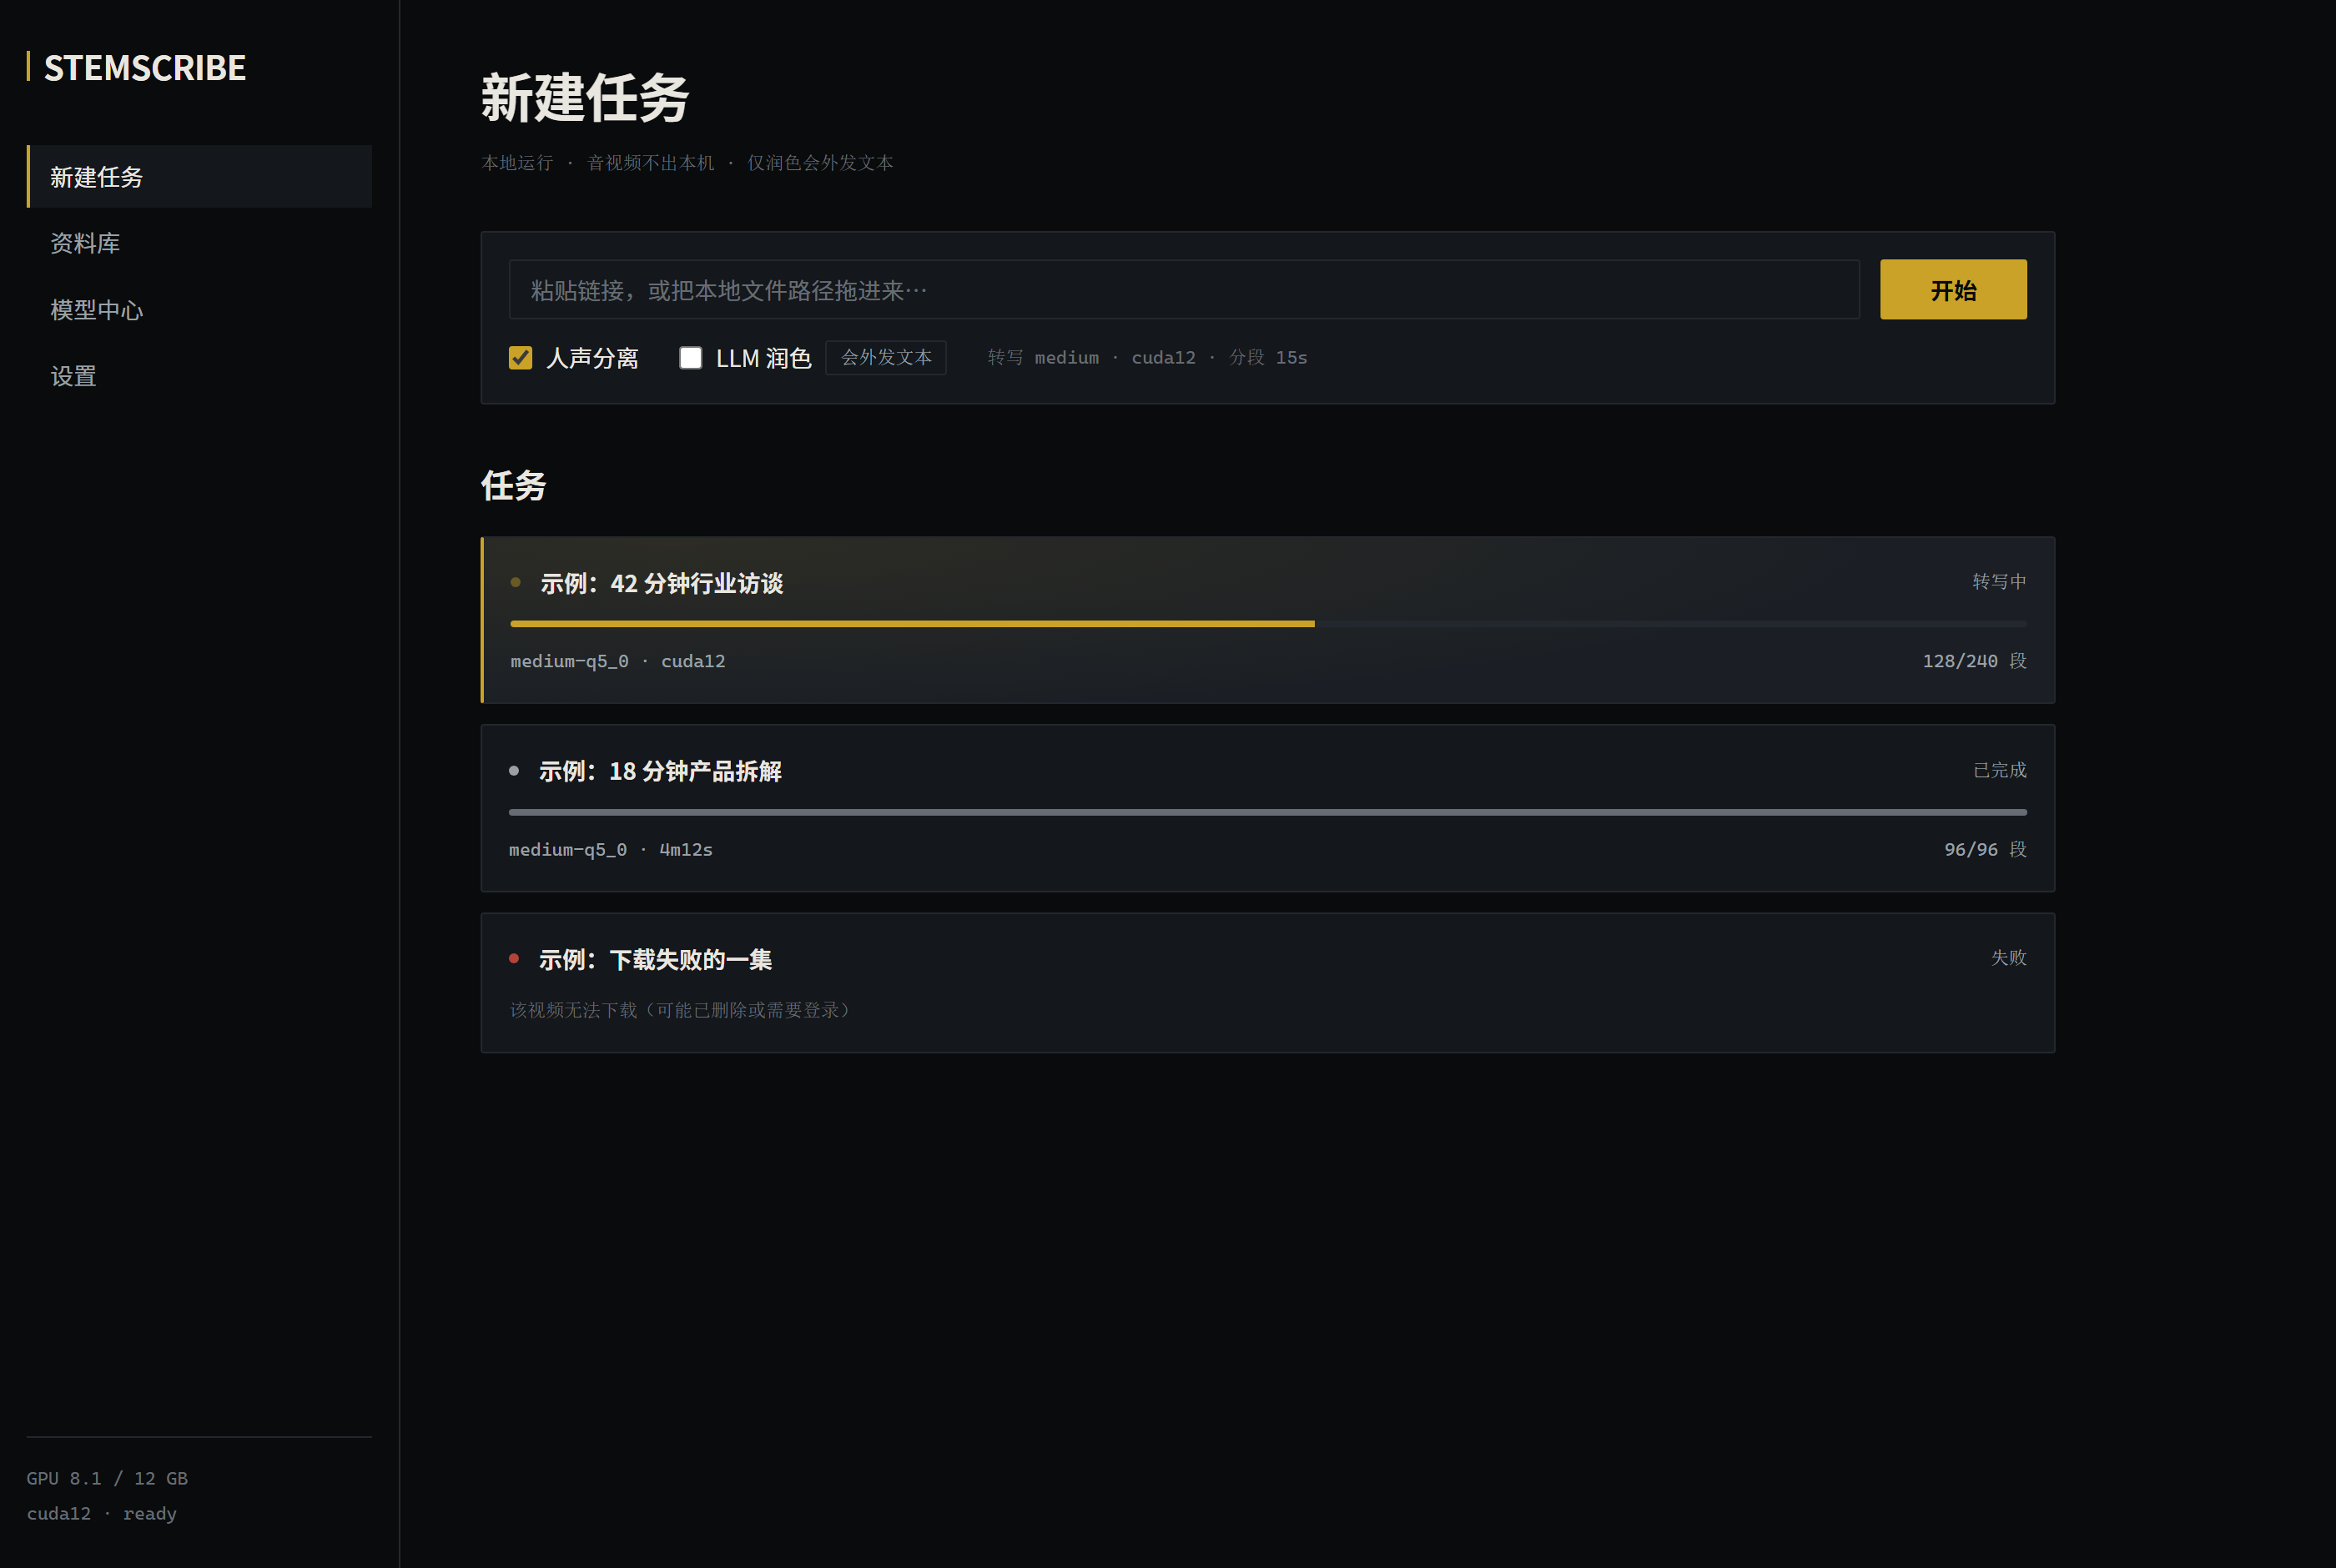 STEMSCRIBE
新建任务
资料库
模型中心
设置
GPU 8.1 / 12 GB
cuda12 · ready
新建任务
本地运行 · 音视频不出本机 · 仅润色会外发文本
粘贴链接，或把本地文件路径拖进来…
开始
人声分离 LLM 润色 会外发文本 转写 medium · cuda12 · 分段 15s
任务
示例：42 分钟行业访谈 转写中
medium-q5_0 · cuda12 128/240 段
示例：18 分钟产品拆解 已完成
medium-q5_0 · 4m12s 96/96 段
示例：下载失败的一集 失败
该视频无法下载（可能已删除或需要登录）